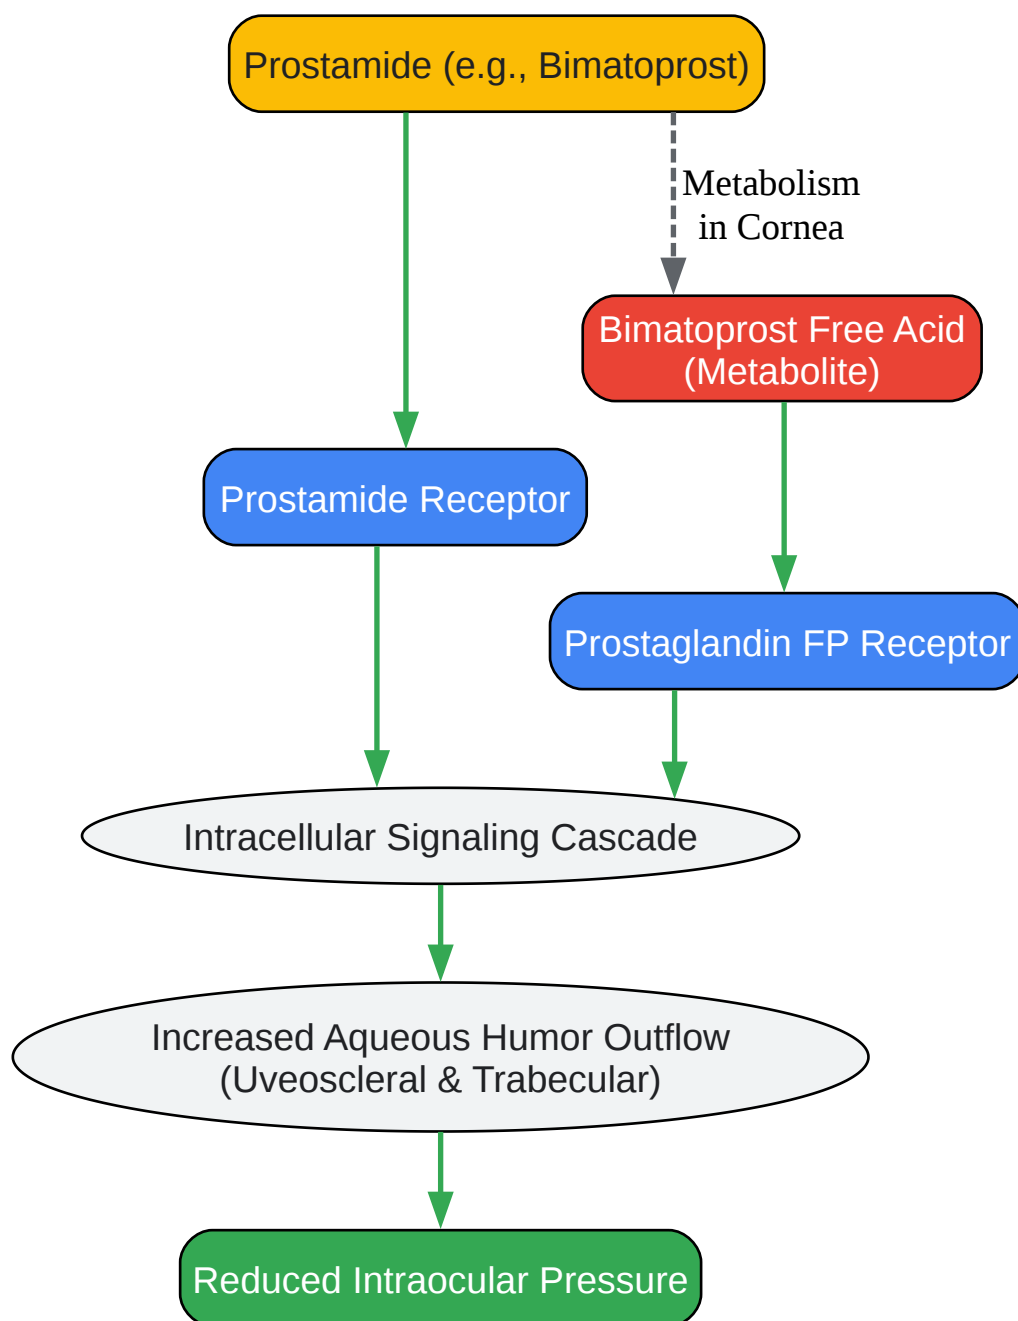 Prostamide (e.g., Bimatoprost)
Metabolism
in Cornea
Bimatoprost Free Acid
(Metabolite)
Prostamide Receptor
Prostaglandin FP Receptor
Intracellular Signaling Cascade
Increased Aqueous Humor Outflow
(Uveoscleral & Trabecular)
Reduced Intraocular Pressure